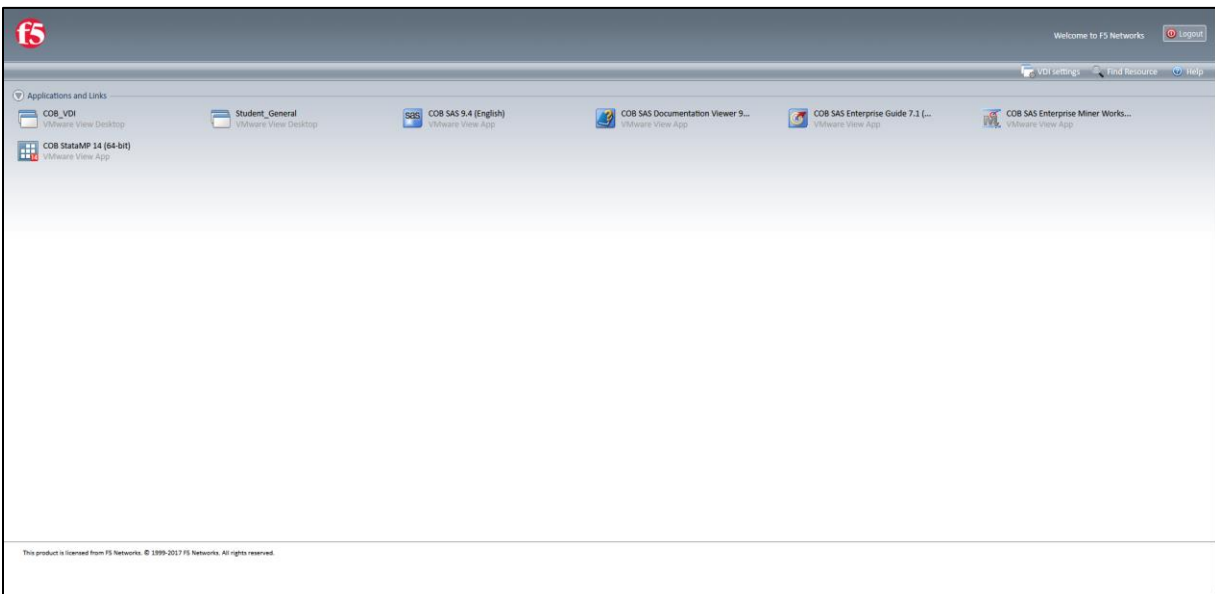 f5
Welcome to F5 Networks
Logout
VDI settings
Find Resource
Help
Applications and Links
COB_VDI
VMware View Desktop
Student_General
VMware View Desktop
SAS
COB SAS 9.4 (English)
VMware View App
COB SAS Documentation Viewer 9...
VMware View App
COB SAS Enterprise Guide 7.1 (...
VMware View App
COB SAS Enterprise Miner Works...
VMware View App
14
COB StataMP 14 (64-bit)
VMware View App
This product is licensed from F5 Networks. © 1999-2017 F5 Networks. All rights reserved.